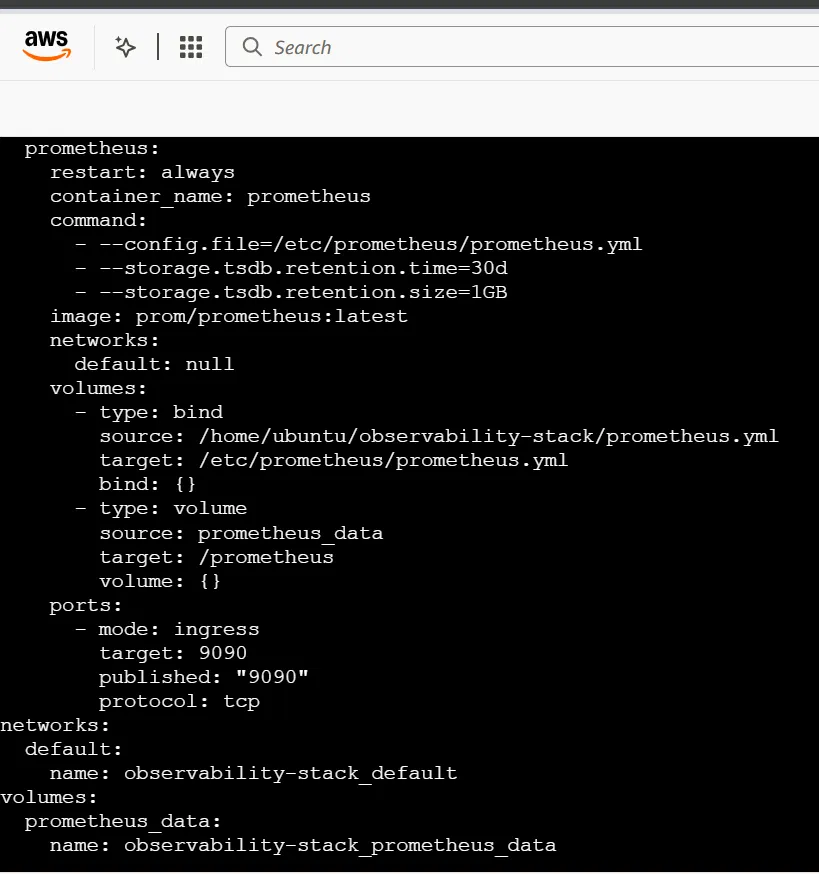 aws
Search
prometheus:
restart: always
container_name: prometheus
command:
- --config.file=/etc/prometheus/prometheus.yml
- --storage.tsdb.retention.time=30d
- --storage.tsdb.retention.size=1GB
image: prom/prometheus:latest
networks:
default: null
volumes:
- type: bind
source: /home/ubuntu/observability-stack/prometheus.yml
target: /etc/prometheus/prometheus.yml
bind: {}
- type: volume
source: prometheus_data
target: /prometheus
volume: {}
ports:
- mode: ingress
target: 9090
published: "9090"
protocol: tcp
networks:
default:
name: observability-stack_default
volumes:
prometheus_data:
name: observability-stack_prometheus_data